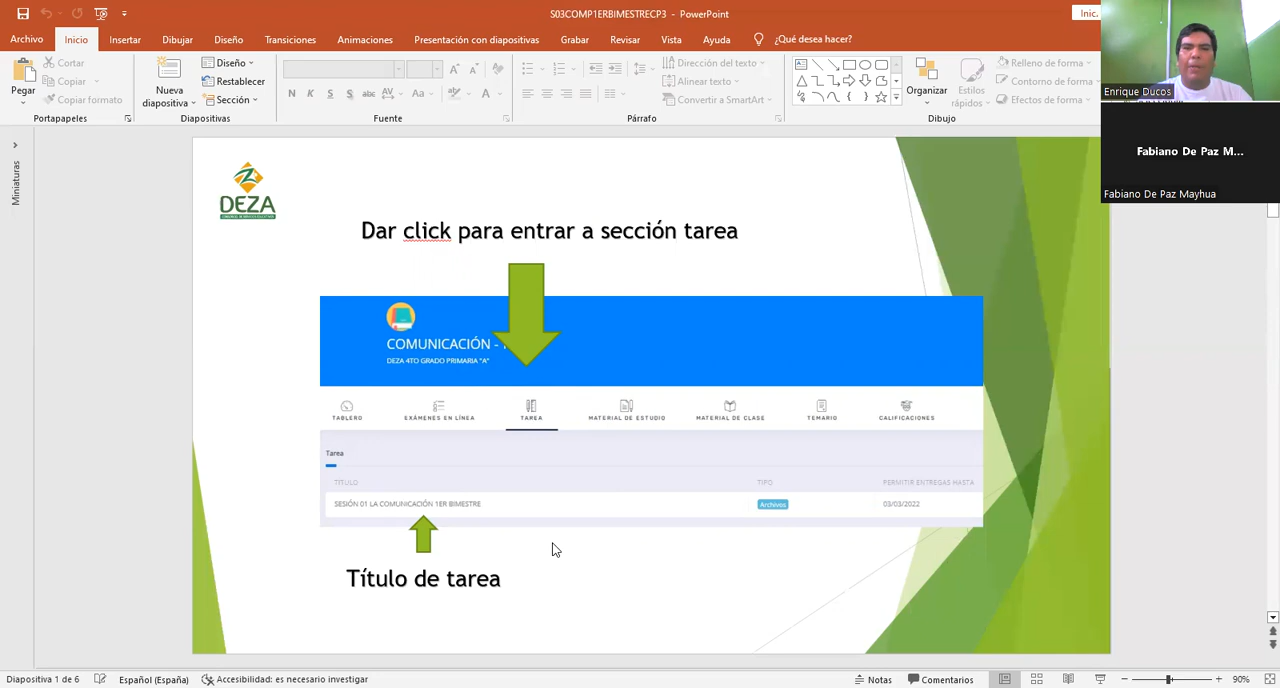 S03COMP1ERBIMESTRECP3 - PowerPoint
Inic.
Archivo Inicio Insertar Dibujar Diseño Transiciones Animaciones Presentación con diapositivas Grabar Revisar Vista Ayuda ¿Qué desea hacer?
Pegar
Cortar
Copiar
Copiar formato
Portapapeles
Nueva
diapositiva
Diseño
Restablecer
Sección
Diapositivas
N K S S abc AV Aa A
Fuente
Dirección del texto
Alinear texto
Convertir a SmartArt
Párrafo
Organizar
Estilos
rápidos
Relleno de forma
Contorno de forma
Efectos de forma
Dibujo
Enrique Ducos
Fabiano De Paz M...
Fabiano De Paz Mayhua
Miniaturas
DEZA
Dar click para entrar a sección tarea
COMUNICACIÓN -
DEZA 4TO GRADO PRIMARIA "A"
TABLERO EXÁMENES EN LÍNEA TAREA MATERIAL DE ESTUDIO MATERIAL DE CLASE TEMARIO CALIFICACIONES
Tarea
TÍTULO TIPO PERMITIR ENTREGAS HASTA
SESIÓN 01 LA COMUNICACIÓN 1ER BIMESTRE Archivos 03/03/2022
Título de tarea
Diapositiva 1 de 6 Español (España) Accesibilidad: es necesario investigar Notas Comentarios 90%